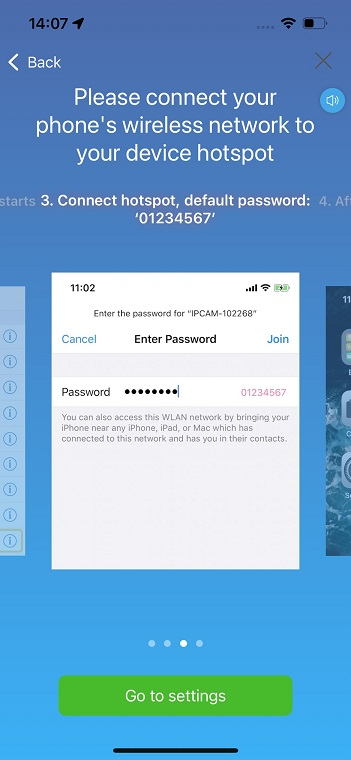 14:07
Back
Please connect your
phone's wireless network to
your device hotspot
starts 3. Connect hotspot, default password: 4. Af
‘01234567‘
11:02
Enter the password for “IPCAM-102268”
Cancel Enter Password Join
Password 01234567
You can also access this WLAN network by bringing your
iPhone near any iPhone, iPad, or Mac which has
connected to this network and has you in their contacts.
Go to settings